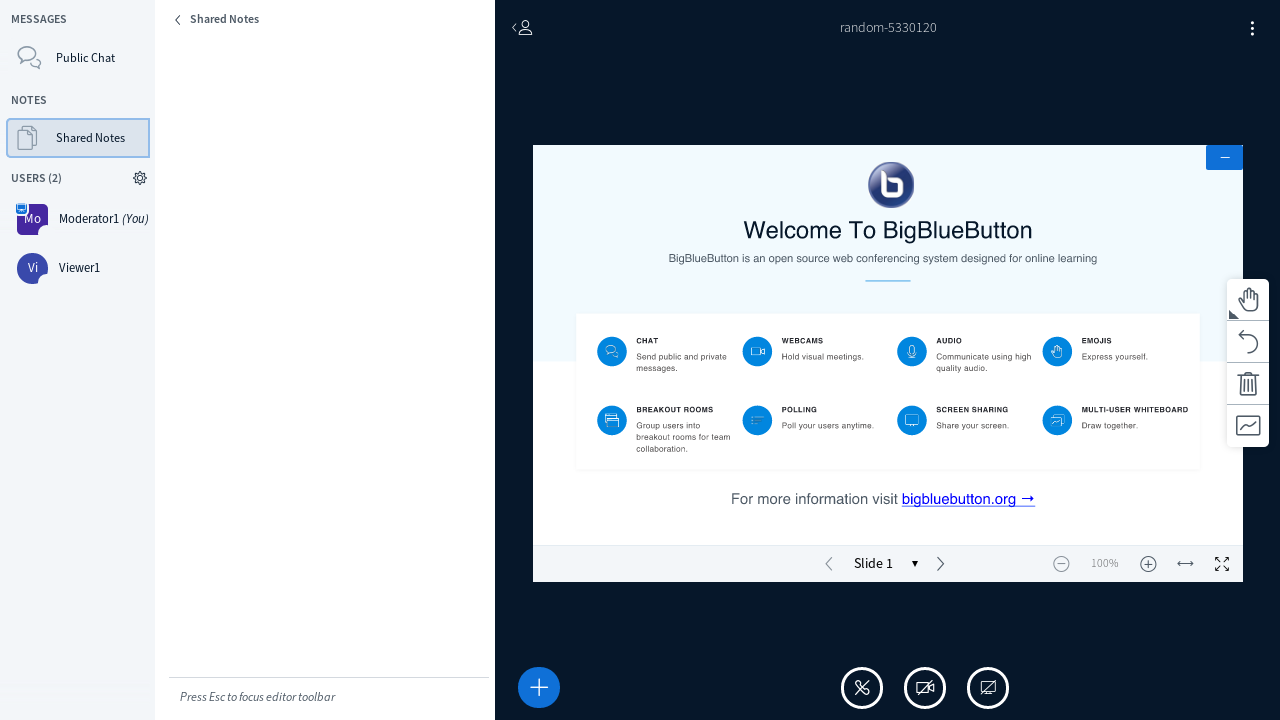 MESSAGES
Public Chat
NOTES
Shared Notes
USERS (2)
Mo
Moderator1 (You)
Vi
Viewer1
Shared Notes
Press Esc to focus editor toolbar
random-5330120
Welcome To BigBlueButton
BigBlueButton is an open source web conferencing system designed for online learning
CHAT
Send public and private
messages.
WEBCAMS
Hold visual meetings.
AUDIO
Communicate using high
quality audio.
EMOJIS
Express yourself.
BREAKOUT ROOMS
Group users into
breakout rooms for team
collaboration.
POLLING
Poll your users anytime.
SCREEN SHARING
Share your screen.
MULTI-USER WHITEBOARD
Draw together.
For more information visit bigbluebutton.org →
Slide 1
100%